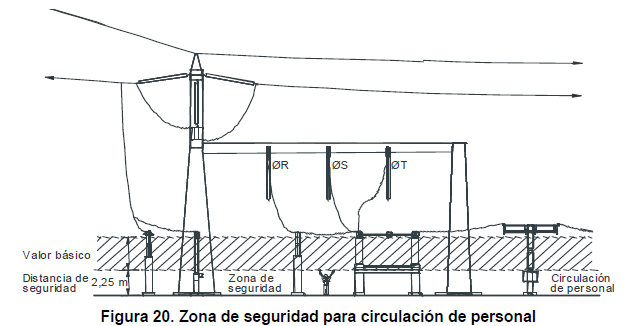 ØR
ØS
ØT
Valor básico
Distancia de
seguridad
2,25 m
Zona de
seguridad
Circulación
de personal
Figura 20. Zona de seguridad para circulación de personal